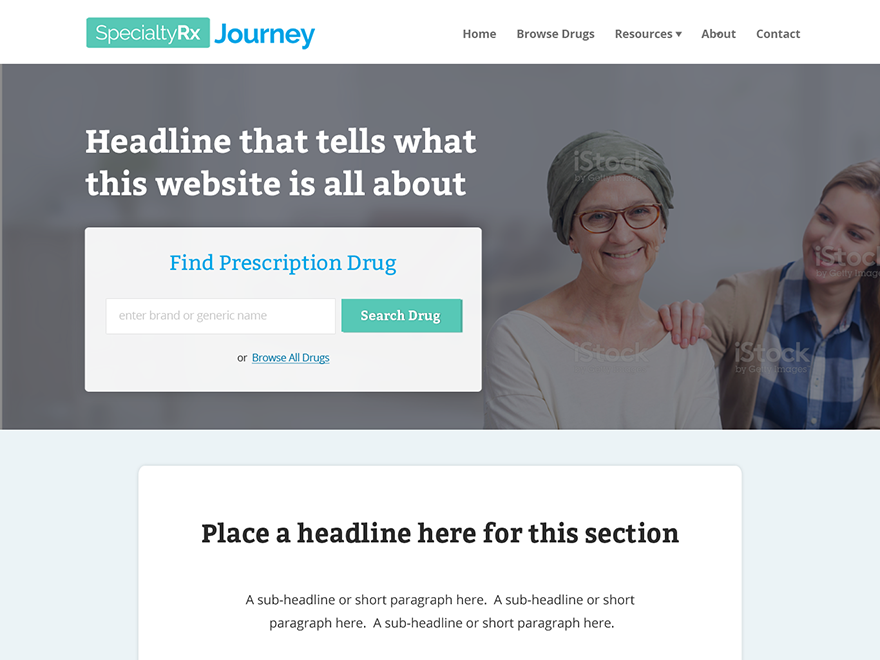 SpecialtyRx Journey
Home Browse Drugs Resources ▾ About Contact
Headline that tells what
this website is all about
Find Prescription Drug
enter brand or generic name
Search Drug
or Browse All Drugs
iStock
by Getty Images
iStock
by Getty Imag
iStock
iStock
by Getty Images
Place a headline here for this section
A sub-headline or short paragraph here. A sub-headline or short
paragraph here. A sub-headline or short paragraph here.